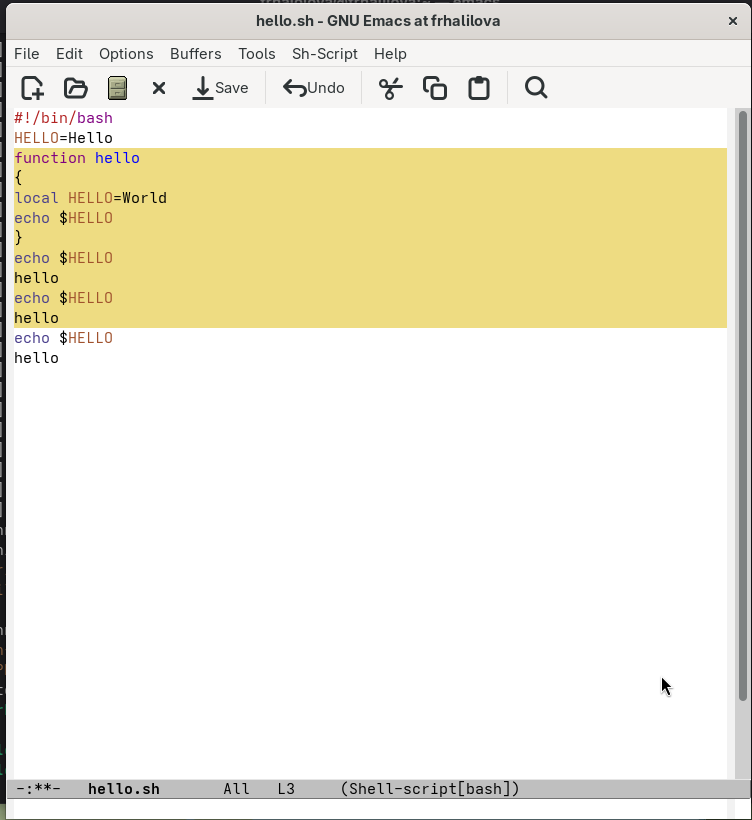 hello.sh - GNU Emacs at frhalilova
File Edit Options Buffers Tools Sh-Script Help
Save Undo
#!/bin/bash
HELLO=Hello
function hello
{
local HELLO=World
echo $HELLO
}
echo $HELLO
hello
echo $HELLO
hello
echo $HELLO
hello
-:**- hello.sh All L3 (Shell-script[bash])